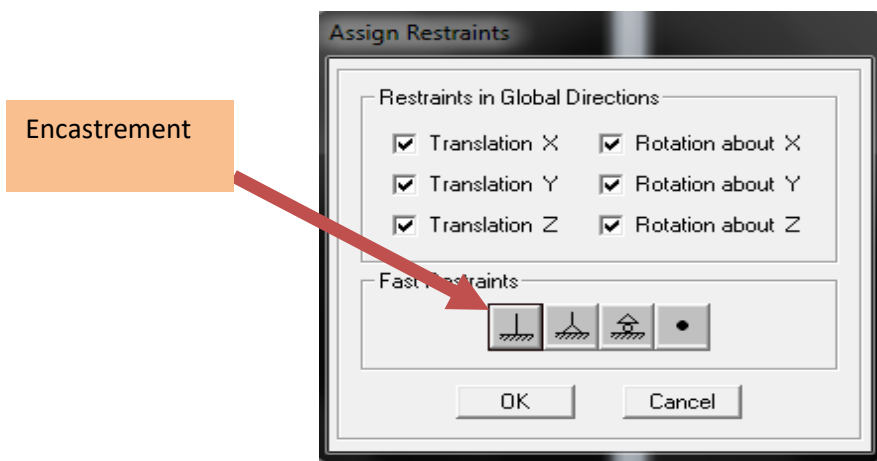 Assign Restraints
Restraints in Global Directions
Encastrement
Translation X Rotation about X
Translation Y Rotation about Y
Translation Z Rotation about Z
Fast Restraints
OK Cancel